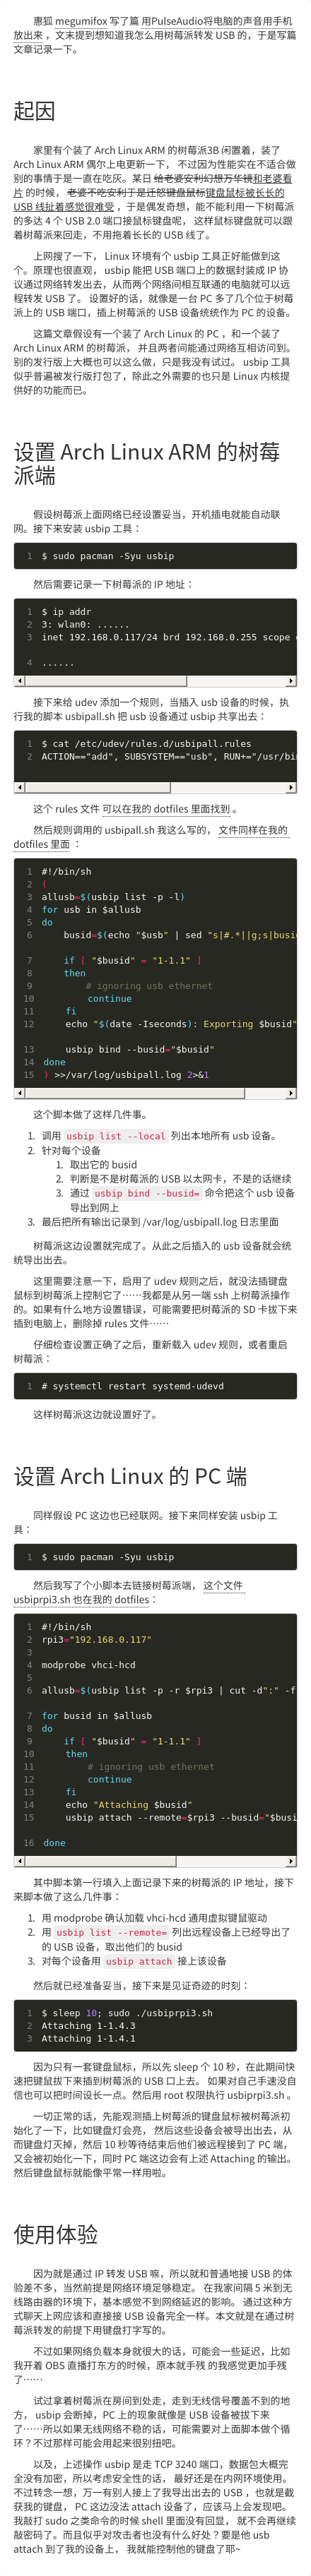 惠狐 megumifox 写了篇 用PulseAudio将电脑的声音用手机
放出来 ，文末提到想知道我怎么用树莓派转发 USB 的，于是写篇
文章记录一下。
起因
家里有个装了 Arch Linux ARM 的树莓派3B 闲置着，装了
Arch Linux ARM 偶尔上电更新一下， 不过因为性能实在不适合做
别的事情于是一直在吃灰。某日 给老婆安利幻想万华镜和老婆看
片 的时候， 老婆不吃安利于是迁怒键盘鼠标键盘鼠标被长长的
USB 线扯着感觉很难受 ，于是偶发奇想，能不能利用一下树莓派
的多达 4 个 USB 2.0 端口接鼠标键盘呢， 这样鼠标键盘就可以跟
着树莓派来回走，不用拖着长长的 USB 线了。
上网搜了一下， Linux 环境有个 usbip 工具正好能做到这
个。原理也很直观， usbip 能把 USB 端口上的数据封装成 IP 协
议通过网络转发出去，从而两个网络间相互联通的电脑就可以远
程转发 USB 了。 设置好的话，就像是一台 PC 多了几个位于树莓
派上的 USB 端口，插上树莓派的 USB 设备统统作为 PC 的设备。
这篇文章假设有一个装了 Arch Linux 的 PC ，和一个装了
Arch Linux ARM 的树莓派， 并且两者间能通过网络互相访问到。
别的发行版上大概也可以这么做，只是我没有试过。 usbip 工具
似乎普遍被发行版打包了，除此之外需要的也只是 Linux 内核提
供好的功能而已。
设置 Arch Linux ARM 的树莓
派端
假设树莓派上面网络已经设置妥当，开机插电就能自动联
网。接下来安装 usbip 工具：
1 $ sudo pacman -Syu usbip
然后需要记录一下树莓派的 IP 地址：
1 $ ip addr
2 3: wlan0: ......
3 inet 192.168.0.117/24 brd 192.168.0.255 scope
4 ......
接下来给 udev 添加一个规则，当插入 usb 设备的时候，执
行我的脚本 usbipall.sh 把 usb 设备通过 usbip 共享出去：
1 $ cat /etc/udev/rules.d/usbipall.rules
2 ACTION=="add", SUBSYSTEM=="usb", RUN+="/usr/bin
这个 rules 文件 可以在我的 dotfiles 里面找到 。
然后规则调用的 usbipall.sh 我这么写的， 文件同样在我的
dotfiles 里面 ：
1 #!/bin/sh
2 (
3 allusb=$(usbip list -p -l)
4 for usb in $allusb
5 do
6 busid=$(echo "$usb" | sed "s|#.*||g;s|busid
7 if [ "$busid" = "1-1.1" ]
8 then
9 # ignoring usb ethernet
10 continue
11 fi
12 echo "$(date -Iseconds): Exporting $busid"
13 usbip bind --busid="$busid"
14 done
15 ) >>/var/log/usbipall.log 2>&1
这个脚本做了这样几件事。
1. 调用 usbip list --local 列出本地所有 usb 设备。
2. 针对每个设备
1. 取出它的 busid
2. 判断是不是树莓派的 USB 以太网卡，不是的话继续
3. 通过 usbip bind --busid= 命令把这个 usb 设备
导出到网上
3. 最后把所有输出记录到 /var/log/usbipall.log 日志里面
树莓派这边设置就完成了。从此之后插入的 usb 设备就会统
统导出出去。
这里需要注意一下，启用了 udev 规则之后，就没法插键盘
鼠标到树莓派上控制它了……我都是从另一端 ssh 上树莓派操作
的。如果有什么地方设置错误，可能需要把树莓派的 SD 卡拔下来
插到电脑上，删除掉 rules 文件……
仔细检查设置正确了之后，重新载入 udev 规则，或者重启
树莓派：
1 # systemctl restart systemd-udevd
这样树莓派这边就设置好了。
设置 Arch Linux 的 PC 端
同样假设 PC 这边也已经联网。接下来同样安装 usbip 工
具：
1 $ sudo pacman -Syu usbip
然后我写了个小脚本去链接树莓派端， 这个文件
usbiprpi3.sh 也在我的 dotfiles：
1 #!/bin/sh
2 rpi3="192.168.0.117"
3
4 modprobe vhci-hcd
5
6 allusb=$(usbip list -p -r $rpi3 | cut -d":" -f
7 for busid in $allusb
8 do
9 if [ "$busid" = "1-1.1" ]
10 then
11 # ignoring usb ethernet
12 continue
13 fi
14 echo "Attaching $busid"
15 usbip attach --remote=$rpi3 --busid="$busi
16 done
其中脚本第一行填入上面记录下来的树莓派的 IP 地址，接下
来脚本做了这么几件事：
1. 用 modprobe 确认加载 vhci-hcd 通用虚拟键鼠驱动
2. 用 usbip list --remote= 列出远程设备上已经导出了
的 USB 设备，取出他们的 busid
3. 对每个设备用 usbip attach 接上该设备
然后就已经准备妥当，接下来是见证奇迹的时刻：
1 $ sleep 10; sudo ./usbiprpi3.sh
2 Attaching 1-1.4.3
3 Attaching 1-1.4.1
因为只有一套键盘鼠标，所以先 sleep 个 10 秒，在此期间快
速把键鼠拔下来插到树莓派的 USB 口上去。 如果对自己手速没自
信也可以把时间设长一点。然后用 root 权限执行 usbiprpi3.sh 。
一切正常的话，先能观测插上树莓派的键盘鼠标被树莓派初
始化了一下，比如键盘灯会亮， 然后这些设备会被导出出去，从
而键盘灯灭掉，然后 10 秒等待结束后他们被远程接到了 PC 端，
又会被初始化一下，同时 PC 端这边会有上述 Attaching 的输出。
然后键盘鼠标就能像平常一样用啦。
使用体验
因为就是通过 IP 转发 USB 嘛，所以就和普通地接 USB 的体
验差不多，当然前提是网络环境足够稳定。 在我家间隔 5 米到无
线路由器的环境下，基本感觉不到网络延迟的影响。 通过这种方
式聊天上网应该和直接接 USB 设备完全一样。本文就是在通过树
莓派转发的前提下用键盘打字写的。
不过如果网络负载本身就很大的话，可能会一些延迟，比如
我开着 OBS 直播打东方的时候，原本就手残 的我感觉更加手残
了……
试过拿着树莓派在房间到处走，走到无线信号覆盖不到的地
方， usbip 会断掉，PC 上的现象就像是 USB 设备被拔下来
了……所以如果无线网络不稳的话，可能需要对上面脚本做个循
环？不过那样可能会用起来很别扭吧。
以及，上述操作 usbip 是走 TCP 3240 端口，数据包大概完
全没有加密，所以考虑安全性的话， 最好还是在内网环境使用。
不过转念一想，万一有别人接上了我导出出去的 USB ，也就是截
获我的键盘， PC 这边没法 attach 设备了，应该马上会发现吧。
我敲打 sudo 之类命令的时候 shell 里面没有回显， 就不会再继续
敲密码了。而且似乎对攻击者也没有什么好处？要是他 usb
attach 到了我的设备上， 我就能控制他的键盘了耶~